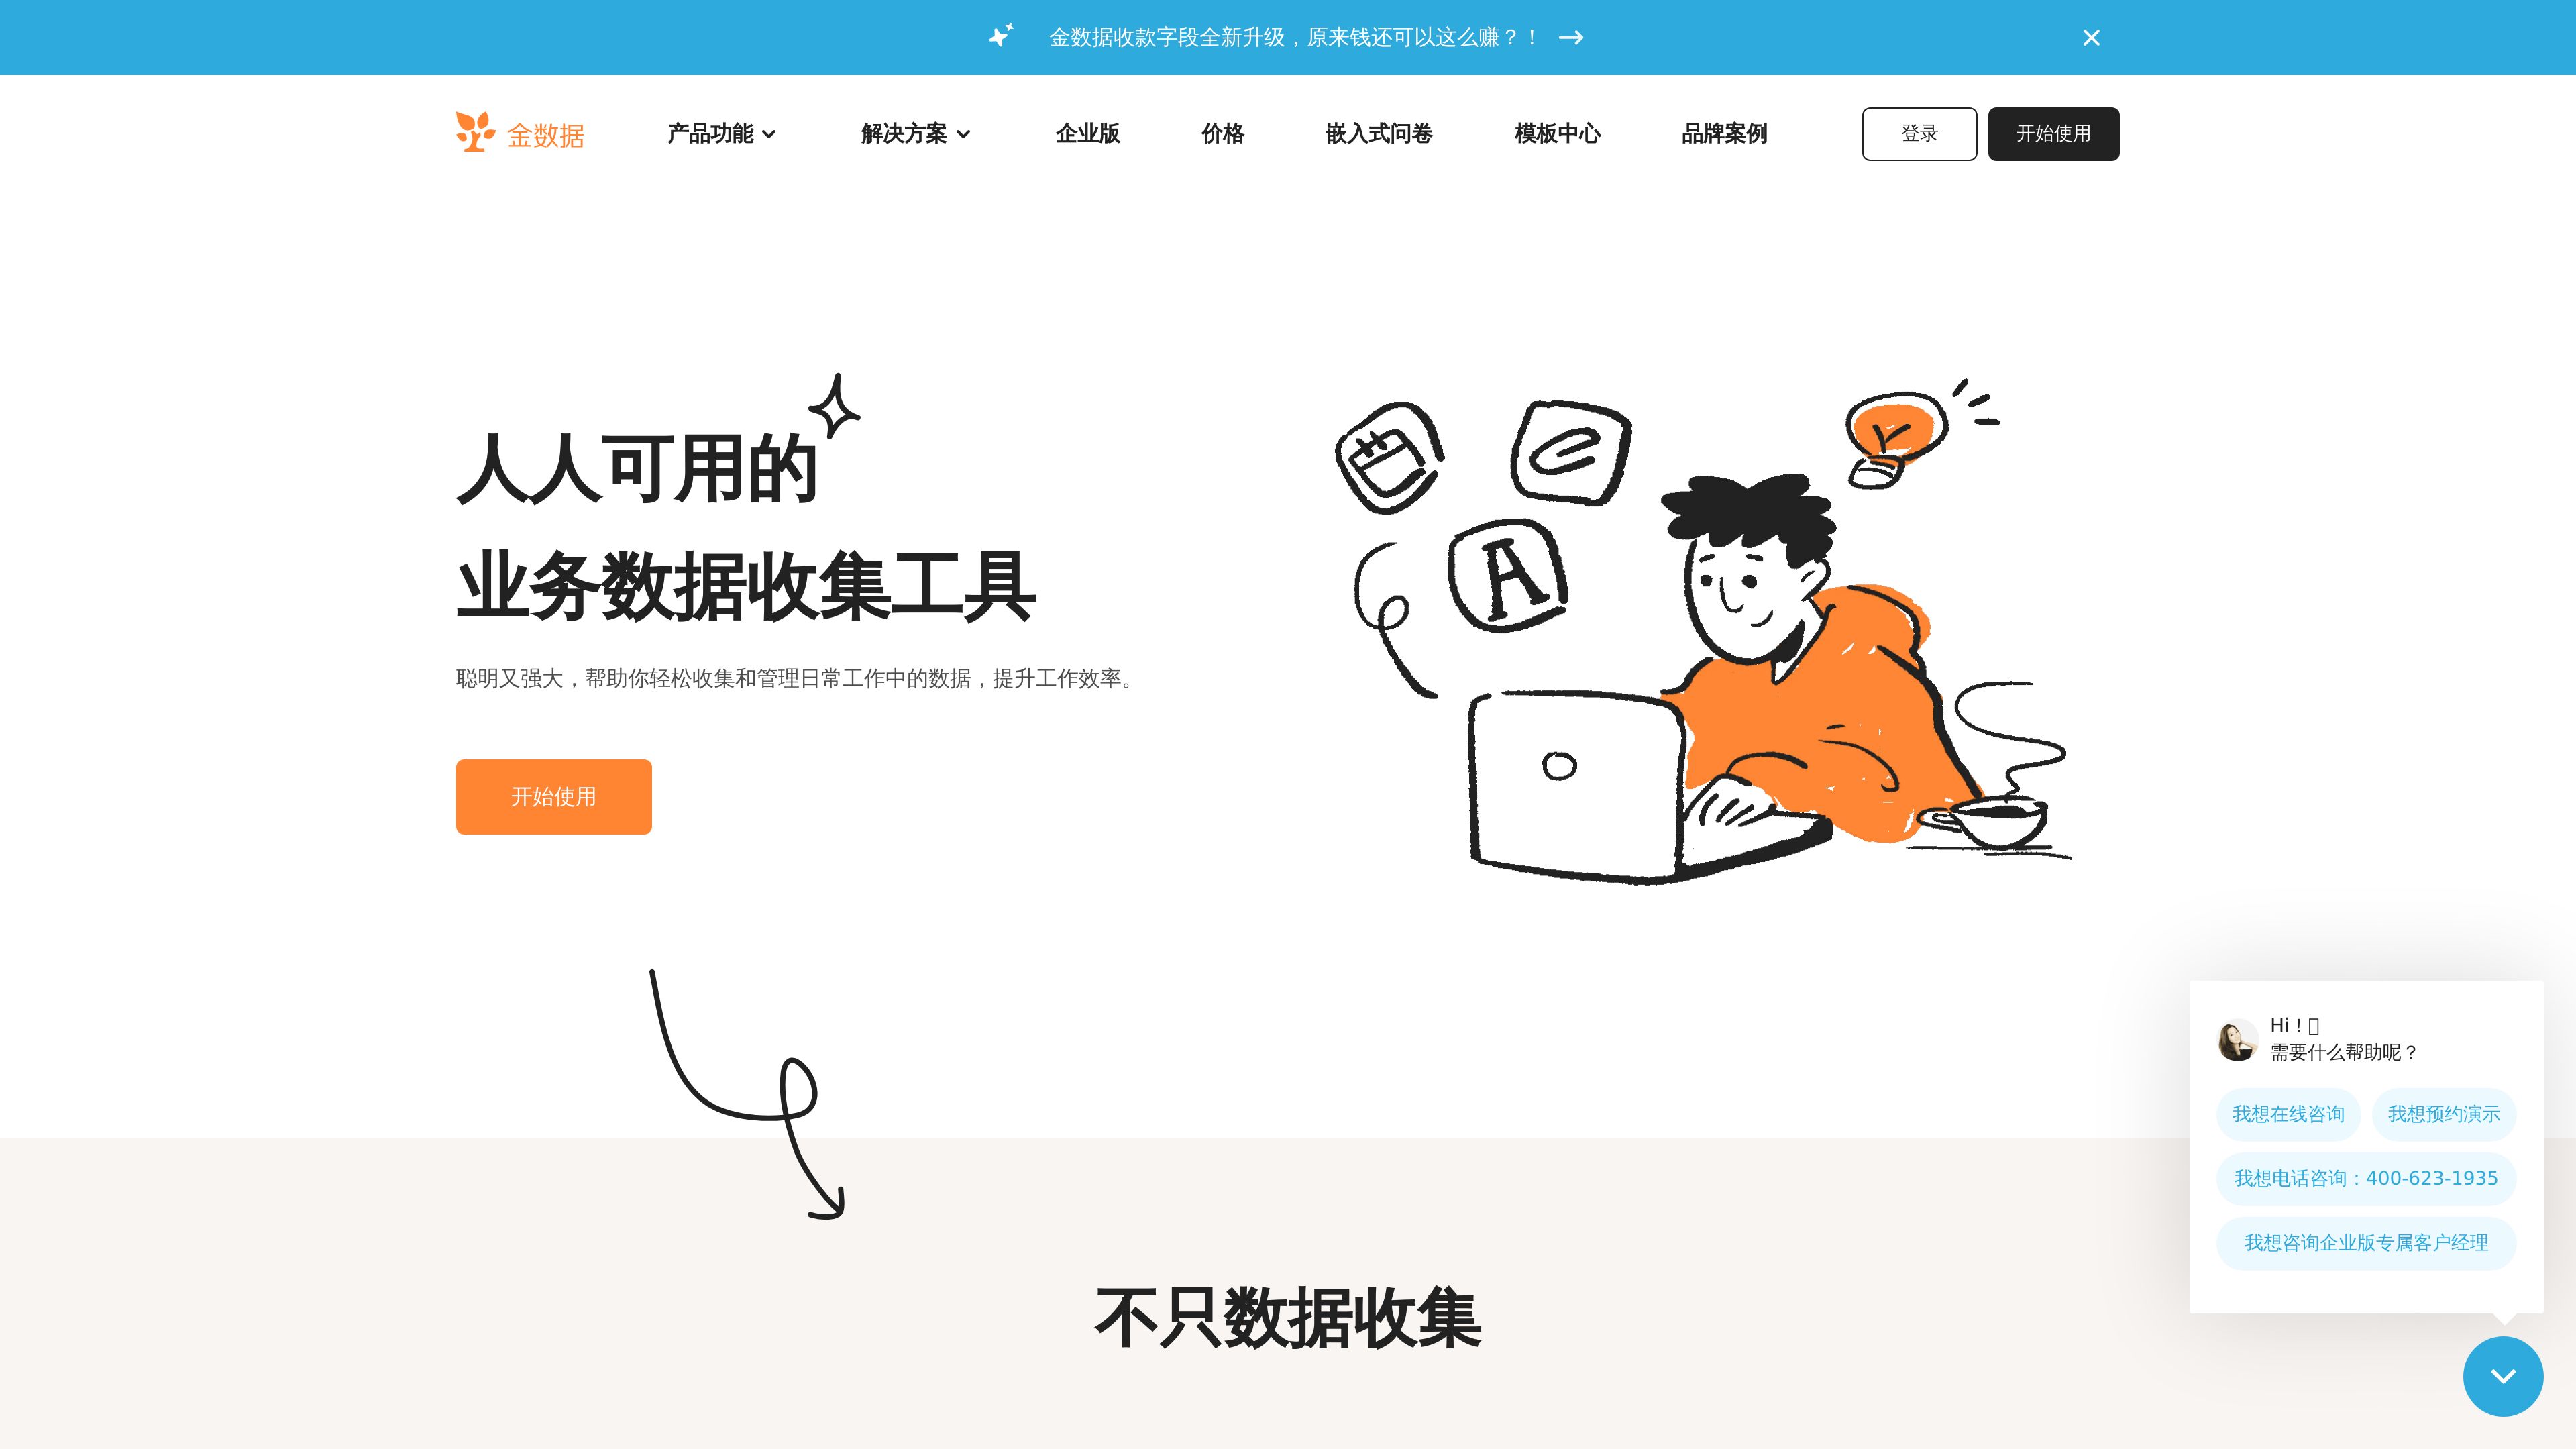 金数据收款字段全新升级，原来钱还可以这么赚？！
金数据
产品功能
解决方案
企业版
价格
嵌入式问卷
模板中心
品牌案例
登录
开始使用
人人可用的
业务数据收集工具
聪明又强大，帮助你轻松收集和管理日常工作中的数据，提升工作效率。
开始使用
A
Hi！
需要什么帮助呢？
我想在线咨询
我想预约演示
我想电话咨询：400-623-1935
我想咨询企业版专属客户经理
不只数据收集